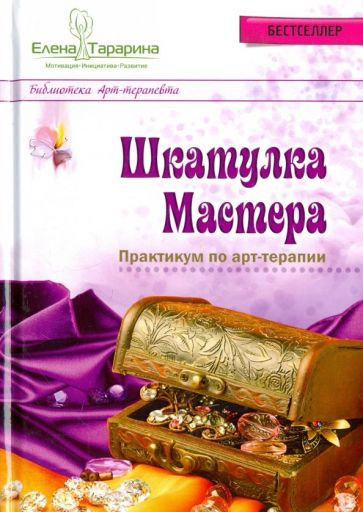 Елена Тарарина
Мотивация•Инициатива•Развитие
БЕСТСЕЛЛЕР
Библиотека Арт-терапевта
Шкатулка
Мастера
Практикум по арт-терапии